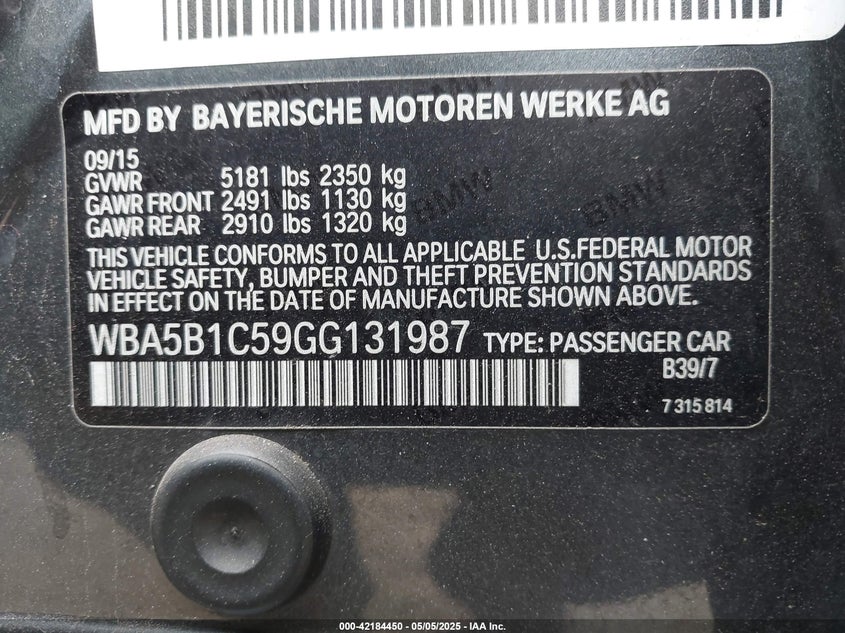 MFD BY BAYERISCHE MOTOREN WERKE AG
09/15
GVWR 5181 lbs 2350 kg
GAWR FRONT 2491 lbs 1130 kg
GAWR REAR 2910 lbs 1320 kg
THIS VEHICLE CONFORMS TO ALL APPLICABLE U.S.FEDERAL MOTOR
VEHICLE SAFETY, BUMPER AND THEFT PREVENTION STANDARDS
IN EFFECT ON THE DATE OF MANUFACTURE SHOWN ABOVE.
WBA5B1C59GG131987 TYPE: PASSENGER CAR
B39/7
7 315 814
BMW
BMW
000-42184450 - 05/05/2025 - IAA Inc.